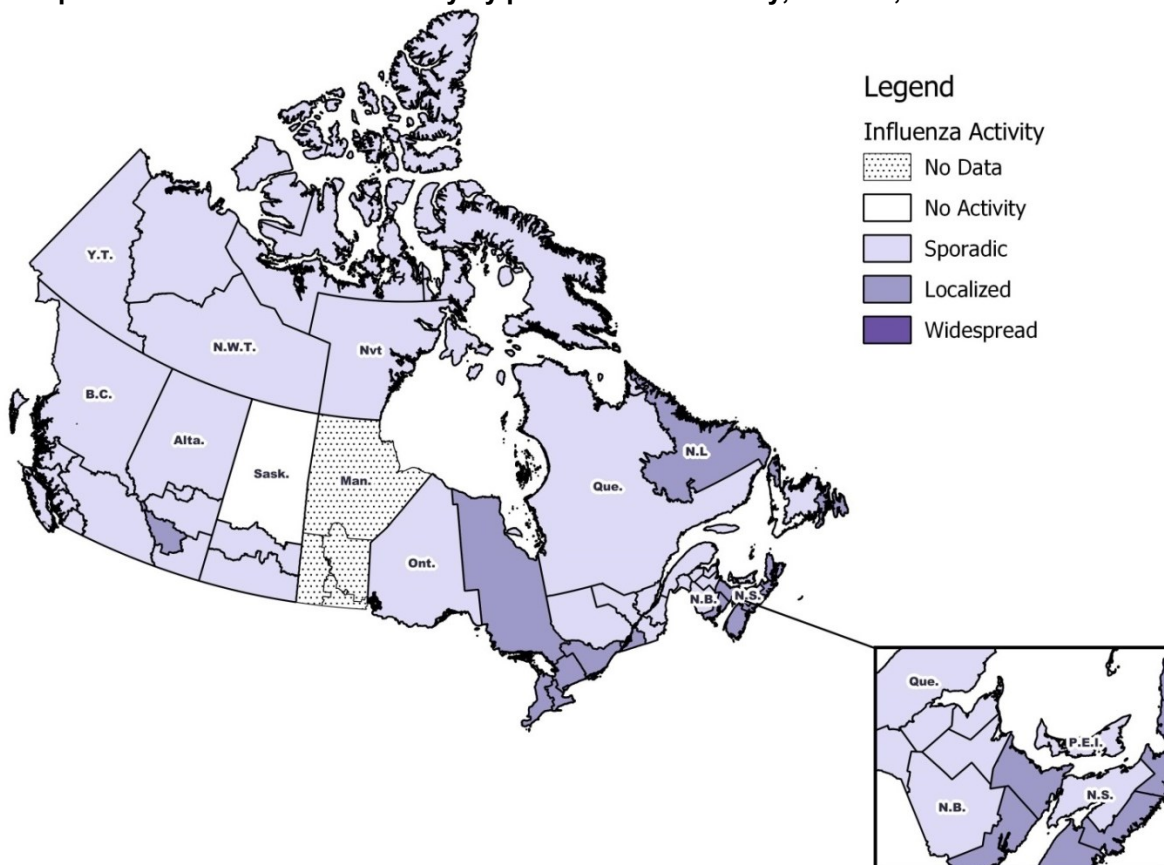 Legend
Influenza Activity
No Data
No Activity
Sporadic
Localized
Widespread
Y.T.
N.W.T.
Nvt
B.C.
Alta.
Sask.
Man.
Ont.
Que.
N.L
N.B.
N.S.
Que.
P.E.I.
N.B.
N.S.